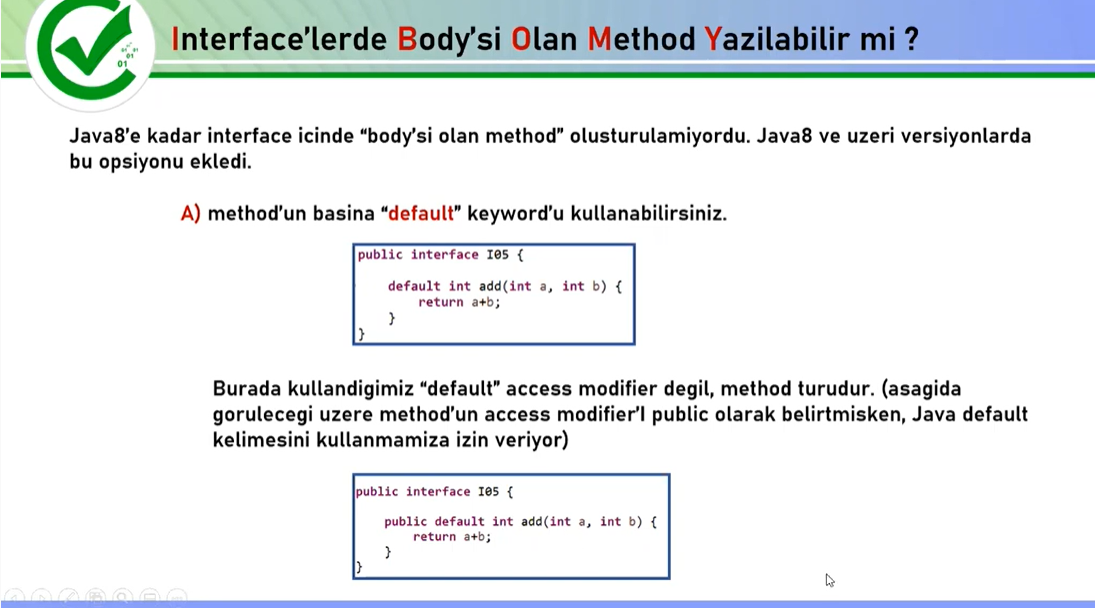 Interface'lerde Body'si Olan Method Yazilabilir mi ?
01
Java8'e kadar interface icinde “body'si olan method” olusturulamiyordu. Java8 ve uzeri versiyonlarda
bu opsiyonu ekledi.
A) method'un basina “default” keyword'u kullanabilirsiniz.
public interface I05 {
default int add(int a, int b) {
return a+b;
}
}
Burada kullandigimiz “default” access modifier degil, method turudur. (asagida
gorulecegi uzere method'un access modifier'I public olarak belirtmisken, Java default
kelimesini kullanmamiza izin veriyor)
public interface I05 {
public default int add(int a, int b) {
return a+b;
}
}